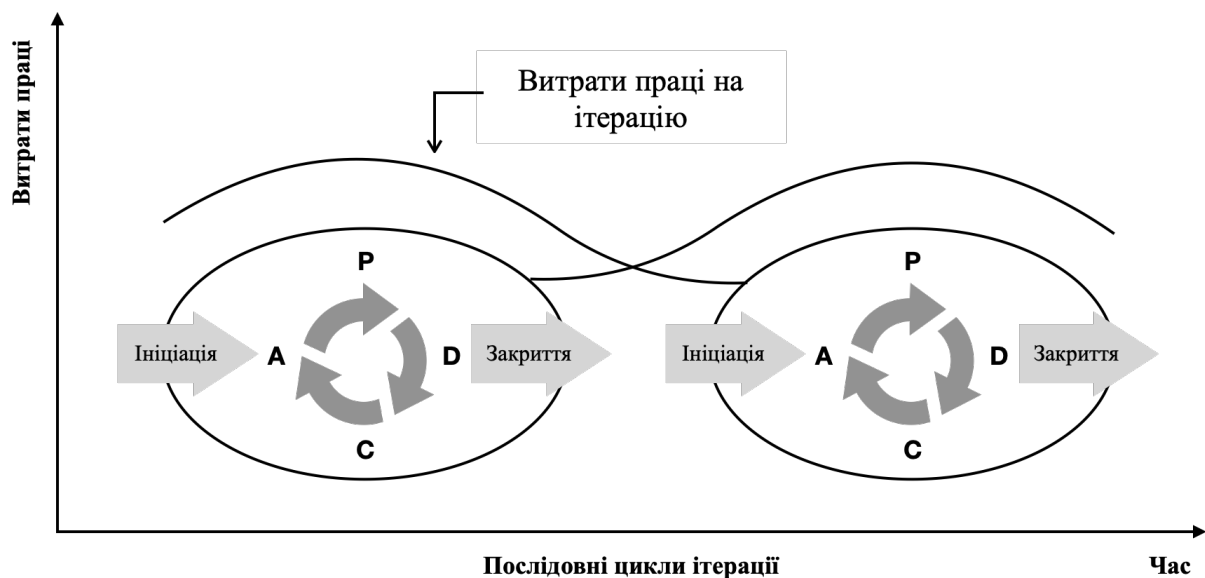 Витрати праці
Витрати праці на
ітерацію
P
P
Ініціація
A
D
Закриття
Ініціація
A
D
Закриття
C
C
Послідовні цикли ітерації
Час